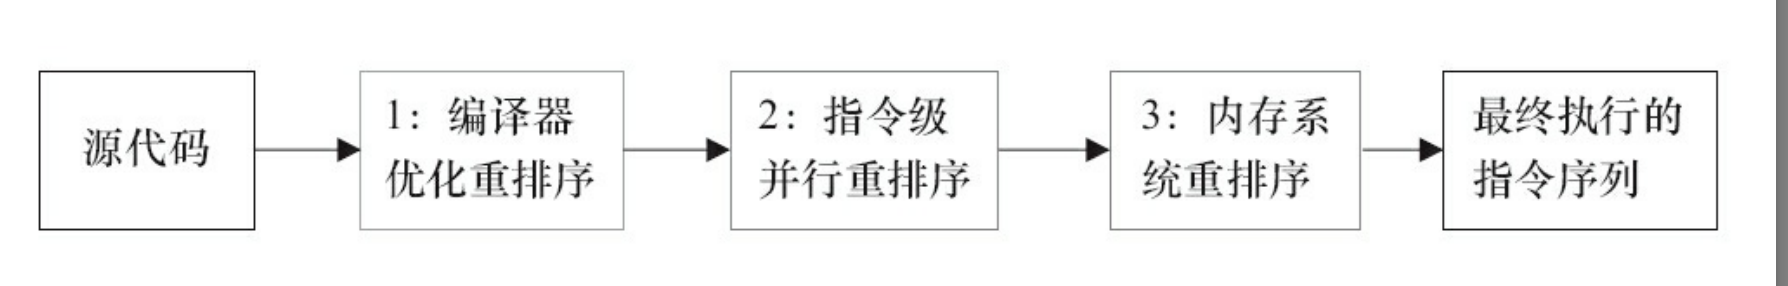 源代码
1：编译器
优化重排序
2：指令级
并行重排序
3：内存系
统重排序
最终执行的
指令序列